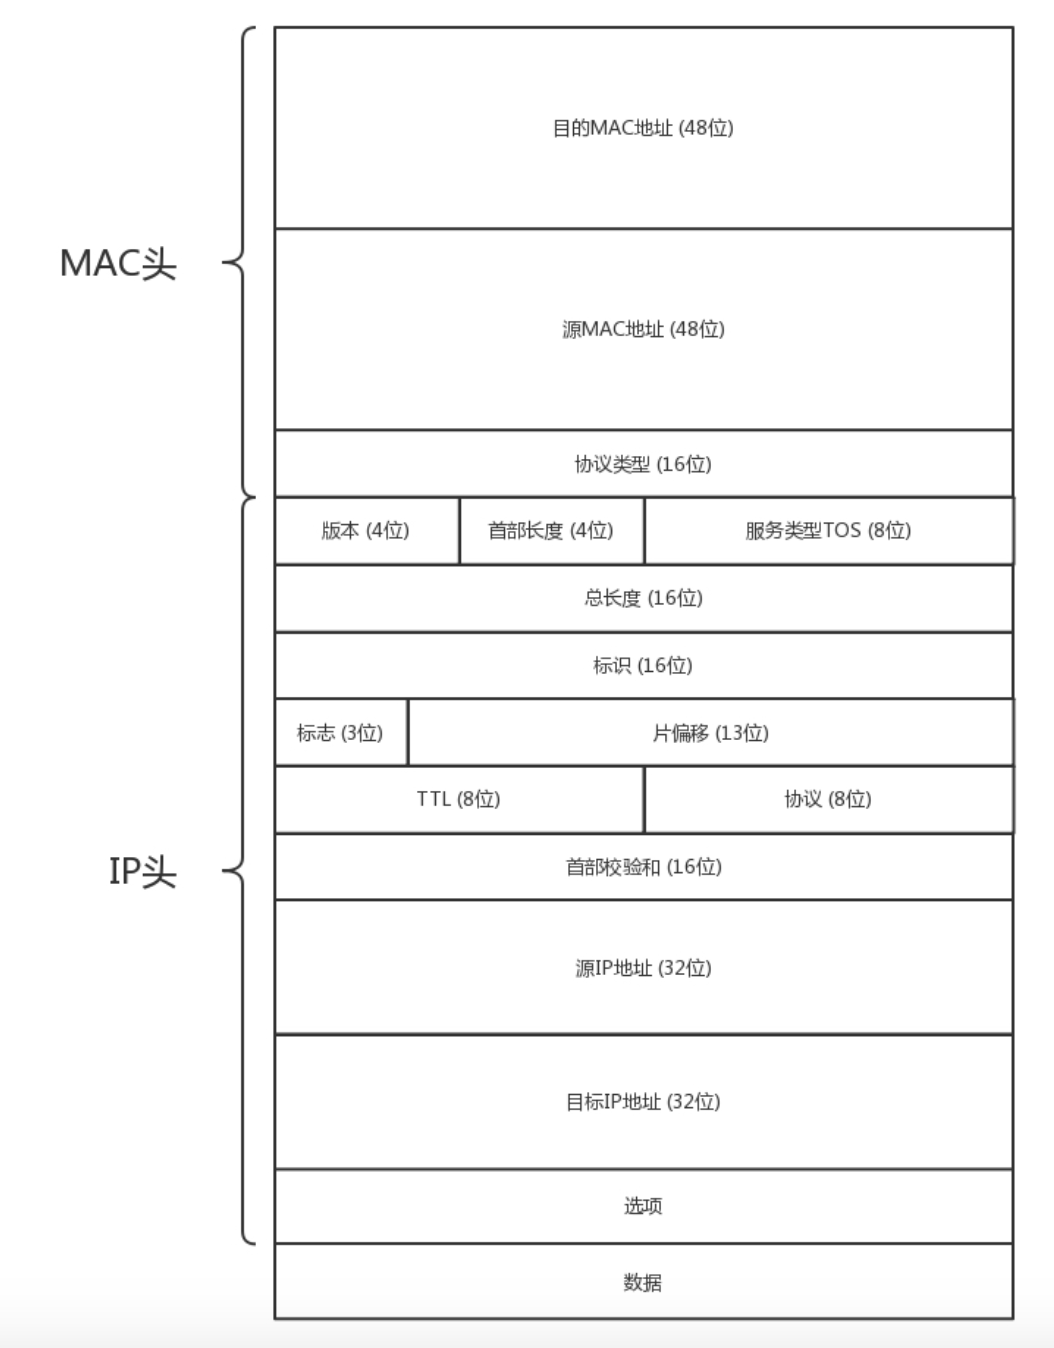 目的MAC地址 (48位)
MAC头
源MAC地址 (48位)
协议类型 (16位)
版本 (4位)
首部长度 (4位)
服务类型TOS (8位)
总长度 (16位)
标识 (16位)
标志 (3位)
片偏移 (13位)
TTL (8位)
协议 (8位)
首部校验和 (16位)
IP头
源IP地址 (32位)
目标IP地址 (32位)
选项
数据